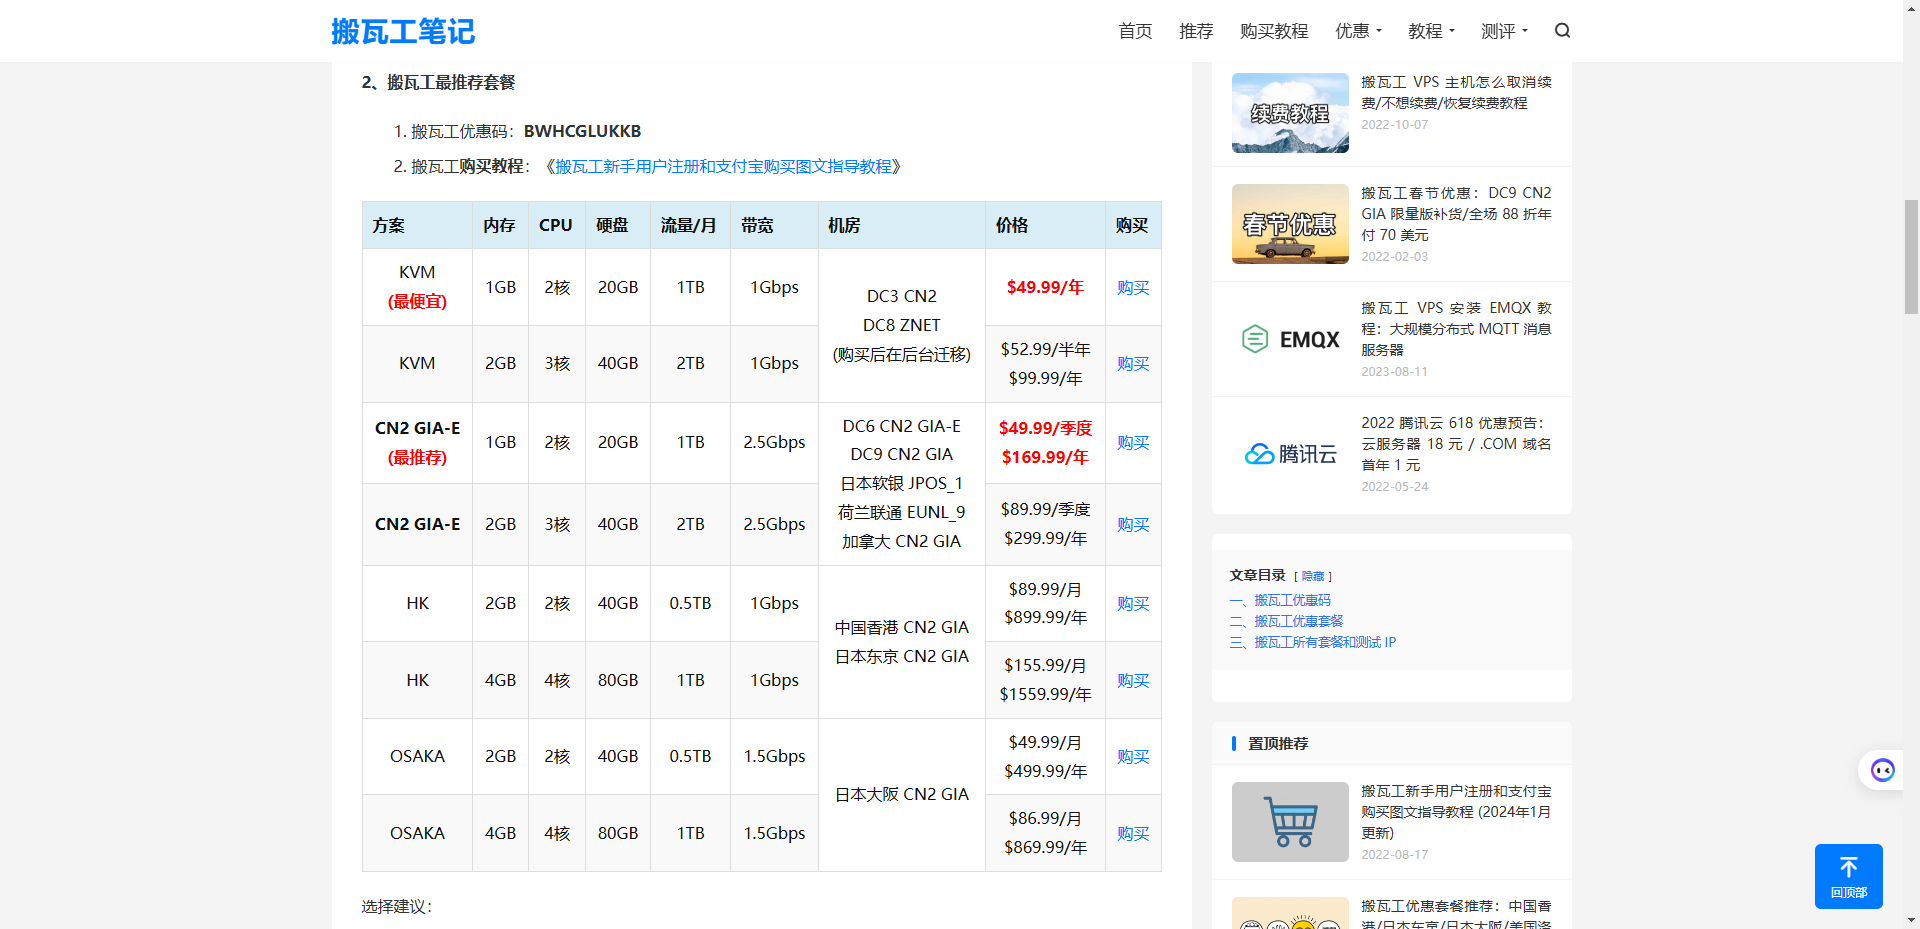 搬瓦工笔记
首页 推荐 购买教程 优惠 教程 测评
2、搬瓦工最推荐套餐
1. 搬瓦工优惠码：BWHCGLUKKB
2. 搬瓦工购买教程：《搬瓦工新手用户注册和支付宝购买图文指导教程》
方案 内存 CPU 硬盘 流量/月 带宽 机房 价格 购买
KVM
(最便宜)
1GB 2核 20GB 1TB 1Gbps
DC3 CN2
DC8 ZNET
(购买后在后台迁移)
$49.99/年
购买
KVM 2GB 3核 40GB 2TB 1Gbps
$52.99/半年
$99.99/年
购买
CN2 GIA-E
(最推荐)
1GB 2核 20GB 1TB 2.5Gbps
DC6 CN2 GIA-E
DC9 CN2 GIA
日本软银 JPOS_1
荷兰联通 EUNL_9
加拿大 CN2 GIA
$49.99/季度
$169.99/年
购买
CN2 GIA-E 2GB 3核 40GB 2TB 2.5Gbps
$89.99/季度
$299.99/年
购买
HK 2GB 2核 40GB 0.5TB 1Gbps
中国香港 CN2 GIA
日本东京 CN2 GIA
$89.99/月
$899.99/年
购买
HK 4GB 4核 80GB 1TB 1Gbps
$155.99/月
$1559.99/年
购买
OSAKA 2GB 2核 40GB 0.5TB 1.5Gbps
日本大阪 CN2 GIA
$49.99/月
$499.99/年
购买
OSAKA 4GB 4核 80GB 1TB 1.5Gbps
$86.99/月
$869.99/年
购买
选择建议：
续费教程
搬瓦工 VPS 主机怎么取消续
费/不想续费/恢复续费教程
2022-10-07
春节优惠
搬瓦工春节优惠：DC9 CN2
GIA 限量版补货/全场 88 折年
付 70 美元
2022-02-03
EMQX
搬瓦工 VPS 安装 EMQX 教
程：大规模分布式 MQTT 消息
服务器
2023-08-11
腾讯云
2022 腾讯云 618 优惠预告：
云服务器 18 元 / .COM 域名
首年 1 元
2022-05-24
文章目录 [ 隐藏 ]
一、搬瓦工优惠码
二、搬瓦工优惠套餐
三、搬瓦工所有套餐和测试 IP
置顶推荐
搬瓦工新手用户注册和支付宝
购买图文指导教程 (2024年1月
更新)
2022-08-17
搬瓦工优惠套餐推荐：中国香
港/日本东京/日本大阪/美国洛
回顶部